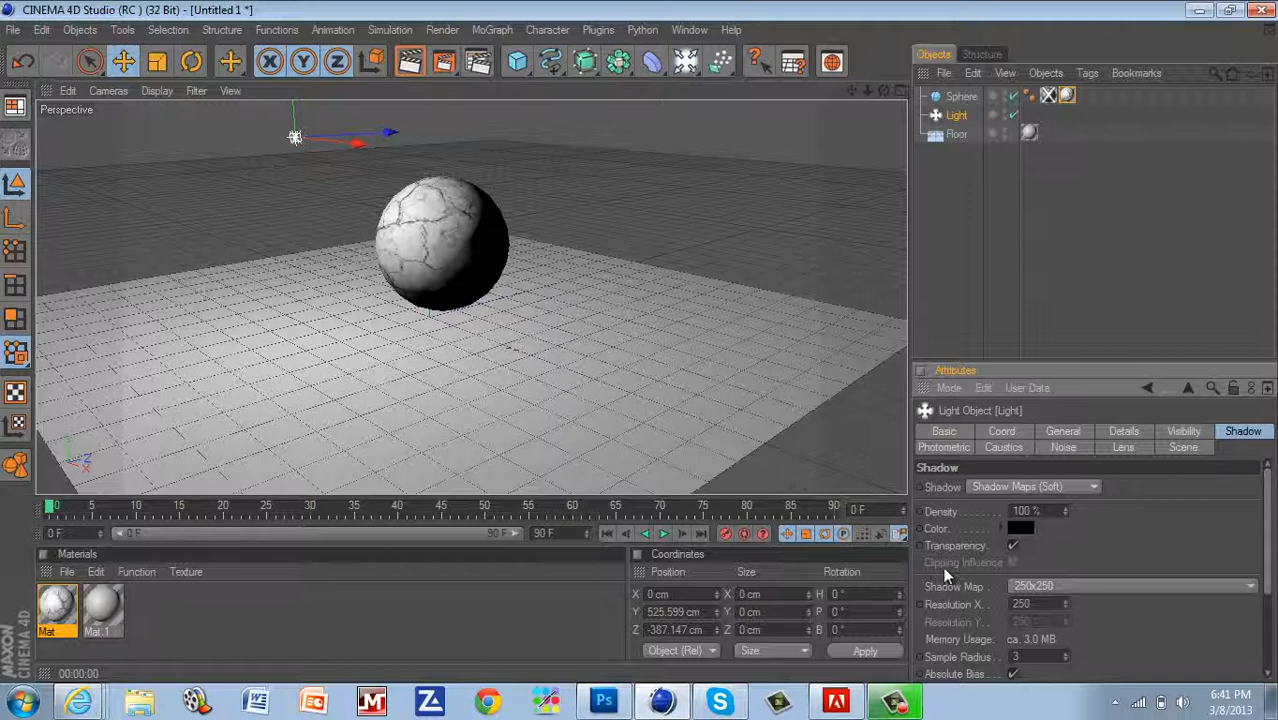 CINEMA 4D Studio (RC ) (32 Bit) - [Untitled 1 *]
File Edit Objects Tools Selection Structure Functions Animation Simulation Render MoGraph Character Plugins Python Window Help
Edit Cameras Display Filter View
Perspective
Y
Z
X
Objects Structure
File Edit View Objects Tags Bookmarks
Sphere
Light
Floor
Attributes
Mode Edit User Data
Light Object [Light]
Basic Coord General Details Visibility Shadow
Photometric Caustics Noise Lens Scene
Shadow
Shadow Shadow Maps (Soft)
Density 100 %
Color
Transparency
Clipping Influence
Shadow Map 250x250
Resolution X 250
Resolution Y 250
Memory Usage: ca. 3.0 MB
Sample Radius 3
Absolute Bias
0 5 10 15 20 25 30 35 40 45 50 55 60 65 70 75 80 85 90 0 F
0 F 0 F 90 F 90 F
Materials
File Edit Function Texture
Mat Mat.1
Coordinates
Position Size Rotation
X 0 cm X 0 cm H 0 °
Y 525.599 cm Y 0 cm P 0 °
Z -387.147 cm Z 0 cm B 0 °
Object (Rel) Size Apply
MAXON
CINEMA 4D
00:00:00
6:41 PM
3/8/2013